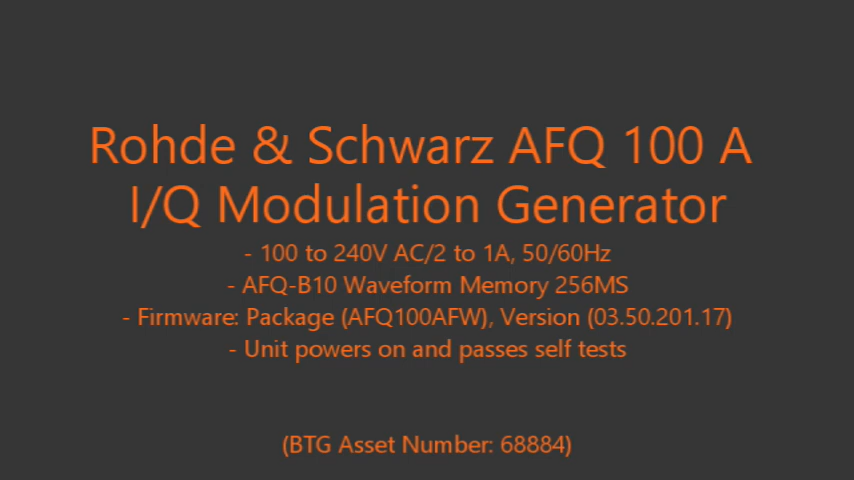 Rohde & Schwarz AFQ 100 A
I/Q Modulation Generator
- 100 to 240V AC/2 to 1A, 50/60Hz
- AFQ-B10 Waveform Memory 256MS
- Firmware: Package (AFQ100AFW), Version (03.50.201.17)
- Unit powers on and passes self tests
(BTG Asset Number: 68884)